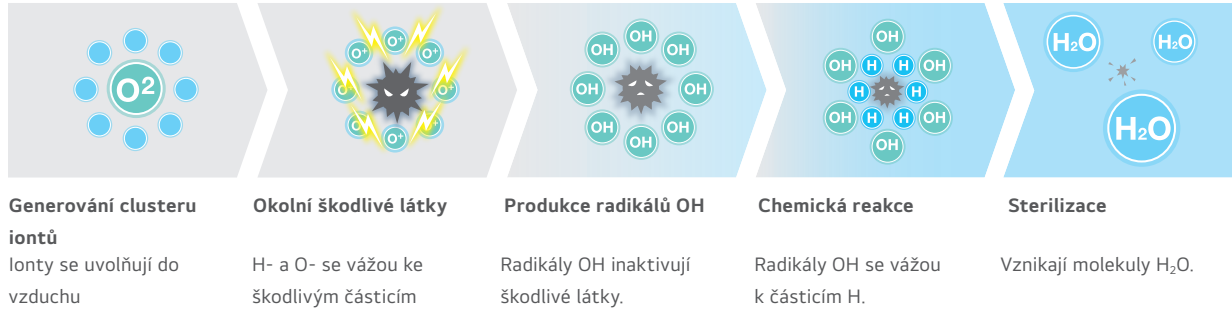 O²
O⁺ O⁺ O⁺ O⁺ O⁺ O⁺ O⁺ O⁺
OH OH OH OH OH OH OH OH
OH OH H H OH H H OH H H OH OH
H₂O H₂O H₂O
Generování clusteru
iontů
Ionty se uvolňují do
vzduchu
Okolní škodlivé látky
H- a O- se vážou ke
škodlivým částicím
Produkce radikálů OH
Radikály OH inaktivují
škodlivé látky.
Chemická reakce
Radikály OH se vážou
k částicím H.
Sterilizace
Vznikají molekuly H₂O.